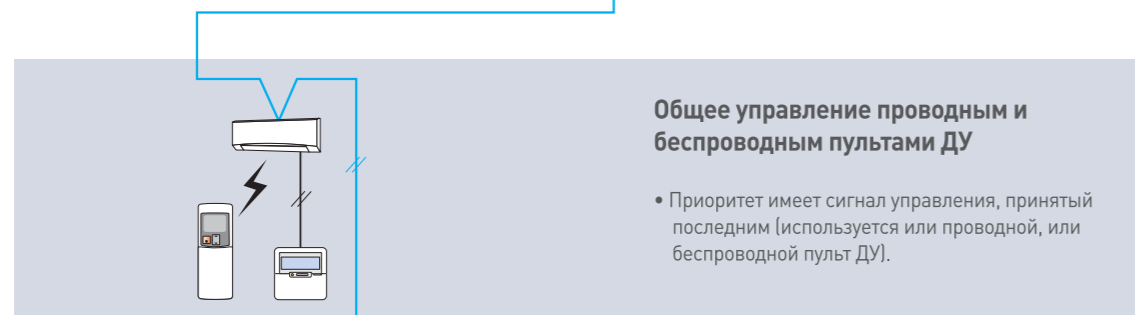 Общее управление проводным и
беспроводным пультами ДУ
• Приоритет имеет сигнал управления, принятый
последним (используется или проводной, или
беспроводной пульт ДУ).